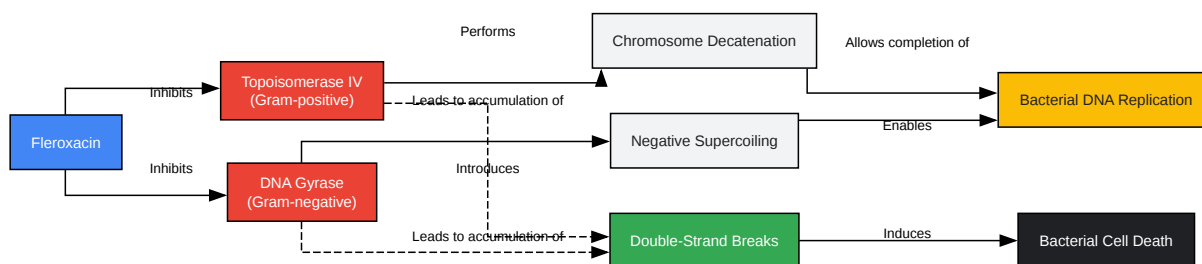 Performs
Chromosome Decatenation
Allows completion of
Topoisomerase IV
(Gram-positive)
Inhibits
Leads to accumulation of
Bacterial DNA Replication
Fleroxacin
Negative Supercoiling
Enables
Inhibits
Introduces
DNA Gyrase
(Gram-negative)
Leads to accumulation of
Double-Strand Breaks
Induces
Bacterial Cell Death